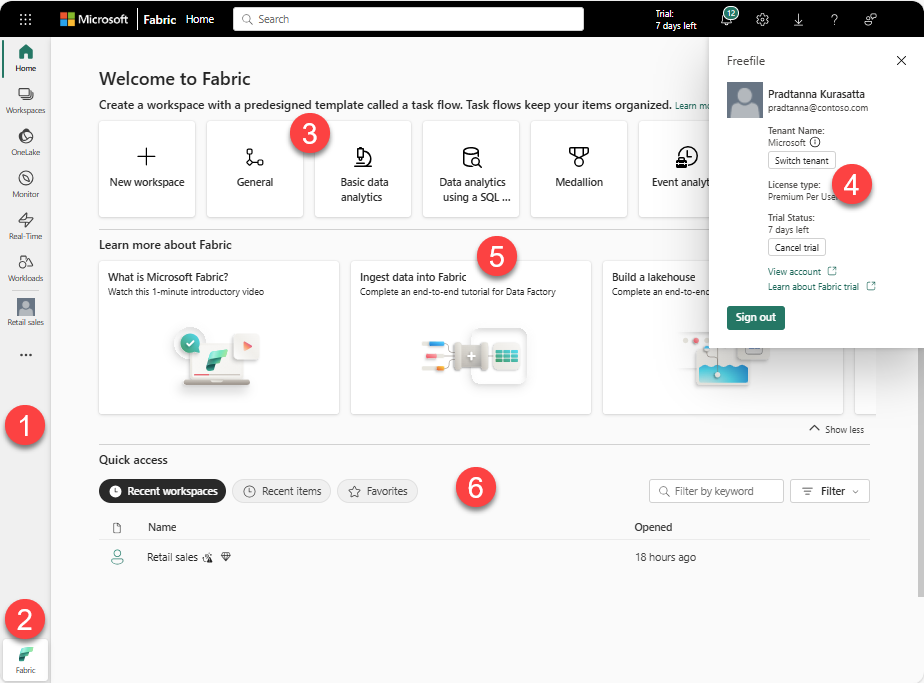 Microsoft Fabric Home
Search
Trial:
7 days left
12
Home
Workspaces
OneLake
Monitor
Real-Time
Workloads
Retail sales
1
2
Fabric
Welcome to Fabric
Create a workspace with a predesigned template called a task flow. Task flows keep your items organized. Learn
3
New workspace
General
Basic data
analytics
Data analytics
using a SQL ...
Medallion
Event
Learn more about Fabric
5
What is Microsoft Fabric?
Watch this 1-minute introductory video
Ingest data into Fabric
Complete an end-to-end tutorial for Data Factory
Build a lakehouse
Complete an end-to-end
Show less
Quick access
6
Recent workspaces
Recent items
Favorites
Filter by keyword
Filter
Name
Opened
Retail sales
18 hours ago
Freefile
Pradtanna Kurasatta
pradtanna@contoso.com
Tenant Name:
Microsoft
Switch tenant
4
License type:
Premium Per User
Trial Status:
7 days left
Cancel trial
View account
Learn about Fabric trial
Sign out